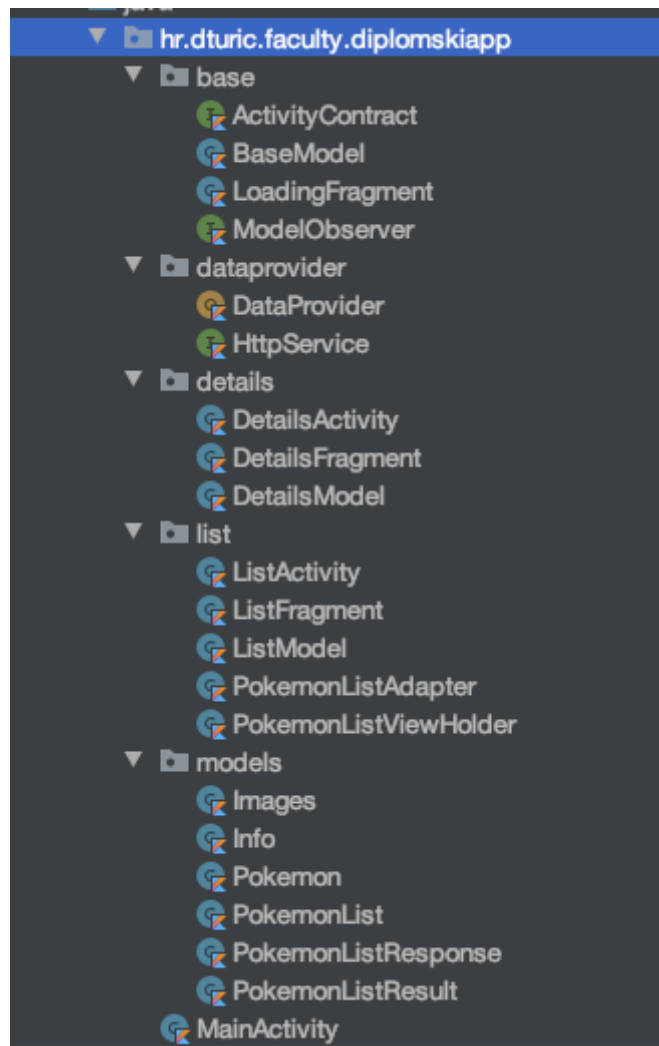 java
hr.dturic.faculty.diplomskiapp
base
ActivityContract
BaseModel
LoadingFragment
ModelObserver
dataprovider
DataProvider
HttpService
details
DetailsActivity
DetailsFragment
DetailsModel
list
ListActivity
ListFragment
ListModel
PokemonListAdapter
PokemonListViewHolder
models
Images
Info
Pokemon
PokemonList
PokemonListResponse
PokemonListResult
MainActivity